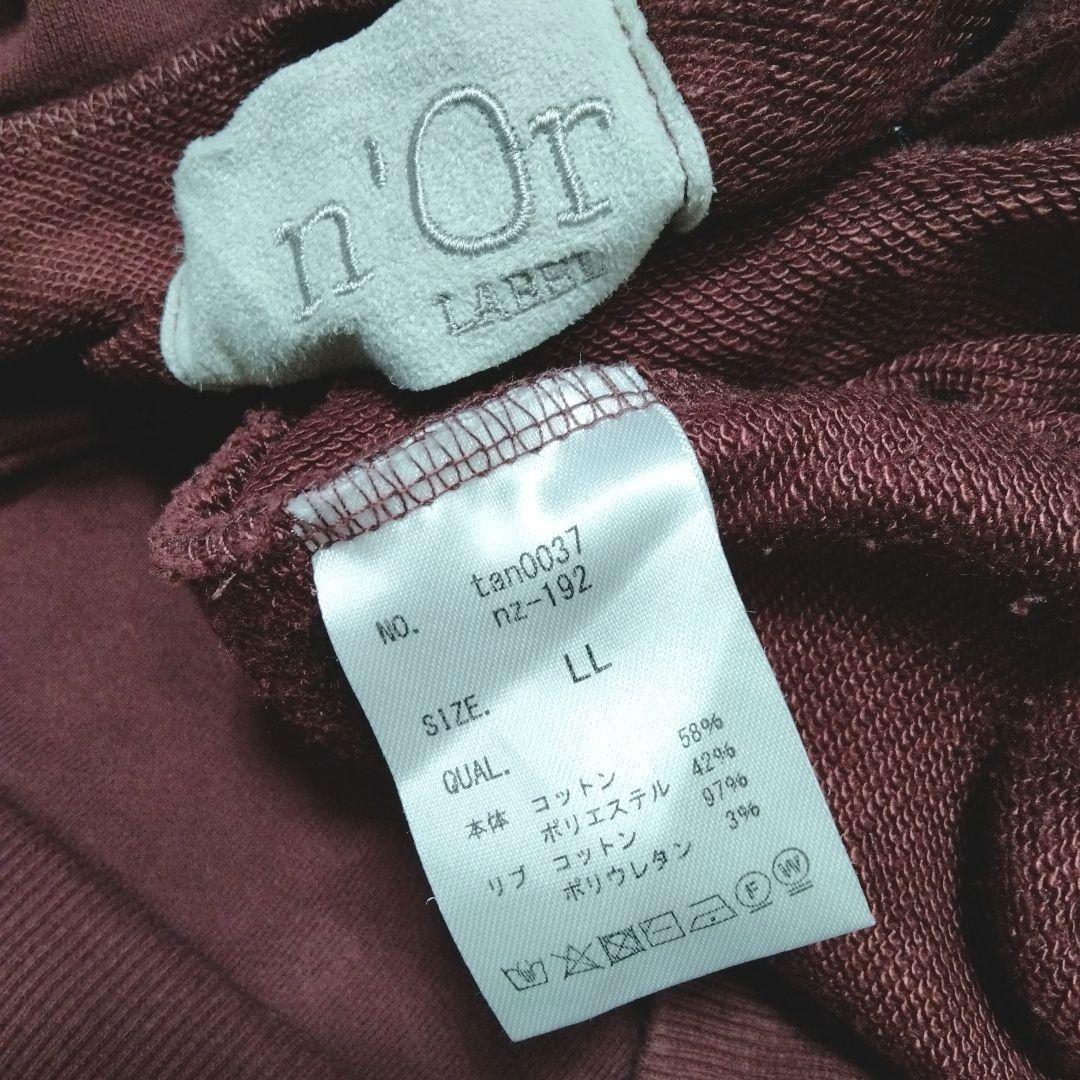 n'Or
LABEL
NO. tan0037
nz-192
SIZE. LL
QUAL.
本体 コットン 58%
ポリエステル 42%
リブ コットン 97%
ポリウレタン 3%
F W